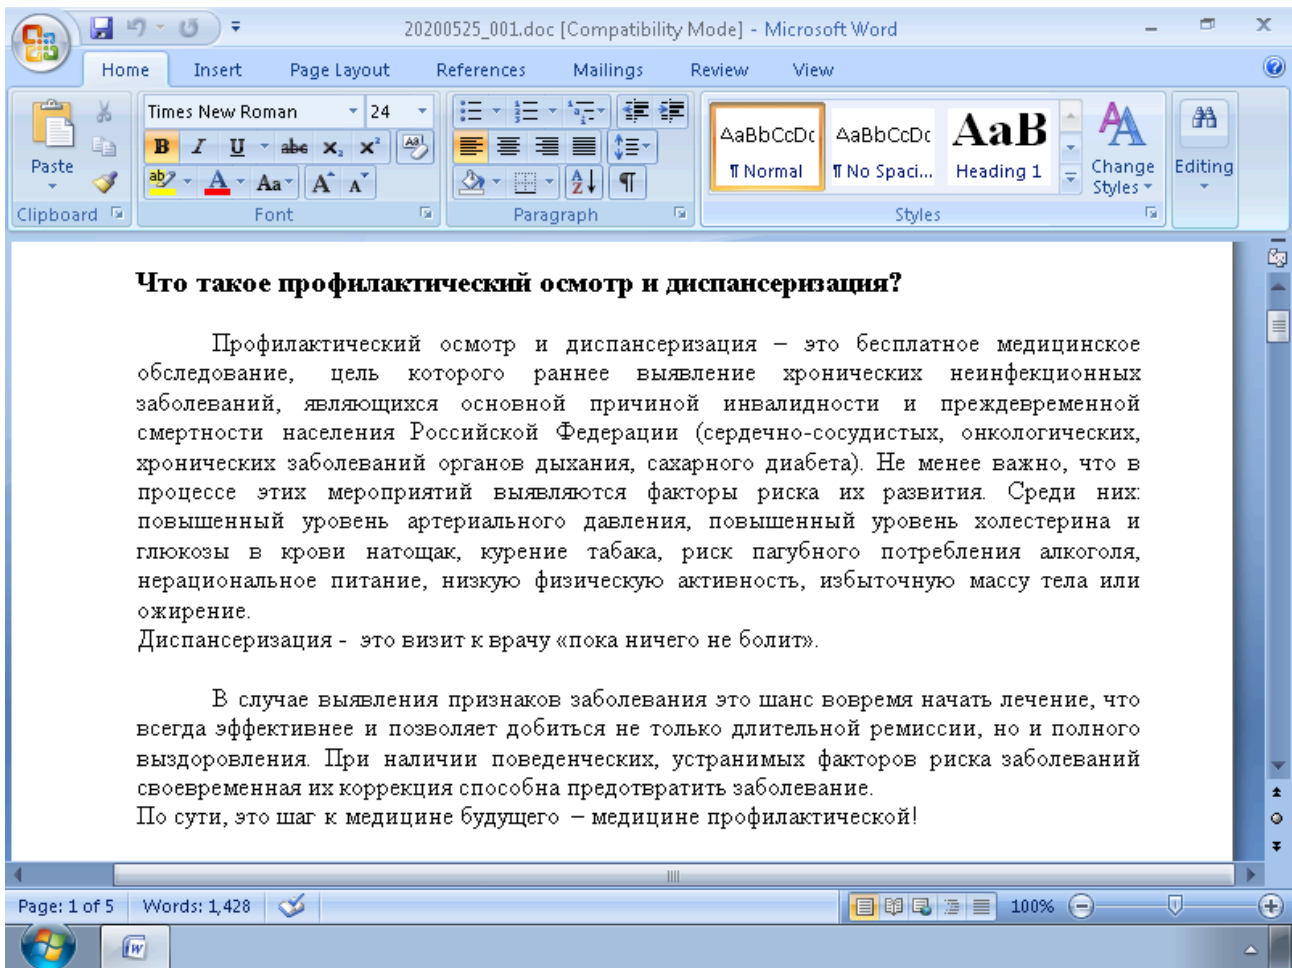 20200525_001.doc [Compatibility Mode] - Microsoft Word
Home Insert Page Layout References Mailings Review View
Times New Roman 24
B I U abc x₂ x²
Aa A A
Paste
AaBbCcDc AaBbCcDc AaB
¶ Normal ¶ No Spaci... Heading 1
Change Styles
Editing
Clipboard Font Paragraph Styles
Что такое профилактический осмотр и диспансеризация?
Профилактический осмотр и диспансеризация – это бесплатное медицинское
обследование, цель которого раннее выявление хронических неинфекционных
заболеваний, являющихся основной причиной инвалидности и преждевременной
смертности населения Российской Федерации (сердечно-сосудистых, онкологических,
хронических заболеваний органов дыхания, сахарного диабета). Не менее важно, что в
процессе этих мероприятий выявляются факторы риска их развития. Среди них:
повышенный уровень артериального давления, повышенный уровень холестерина и
глюкозы в крови натощак, курение табака, риск пагубного потребления алкоголя,
нерациональное питание, низкую физическую активность, избыточную массу тела или
ожирение.
Диспансеризация - это визит к врачу «пока ничего не болит».
В случае выявления признаков заболевания это шанс вовремя начать лечение, что
всегда эффективнее и позволяет добиться не только длительной ремиссии, но и полного
выздоровления. При наличии поведенческих, устранимых факторов риска заболеваний
своевременная их коррекция способна предотвратить заболевание.
По сути, это шаг к медицине будущего – медицине профилактической!
Page: 1 of 5 Words: 1,428 100%